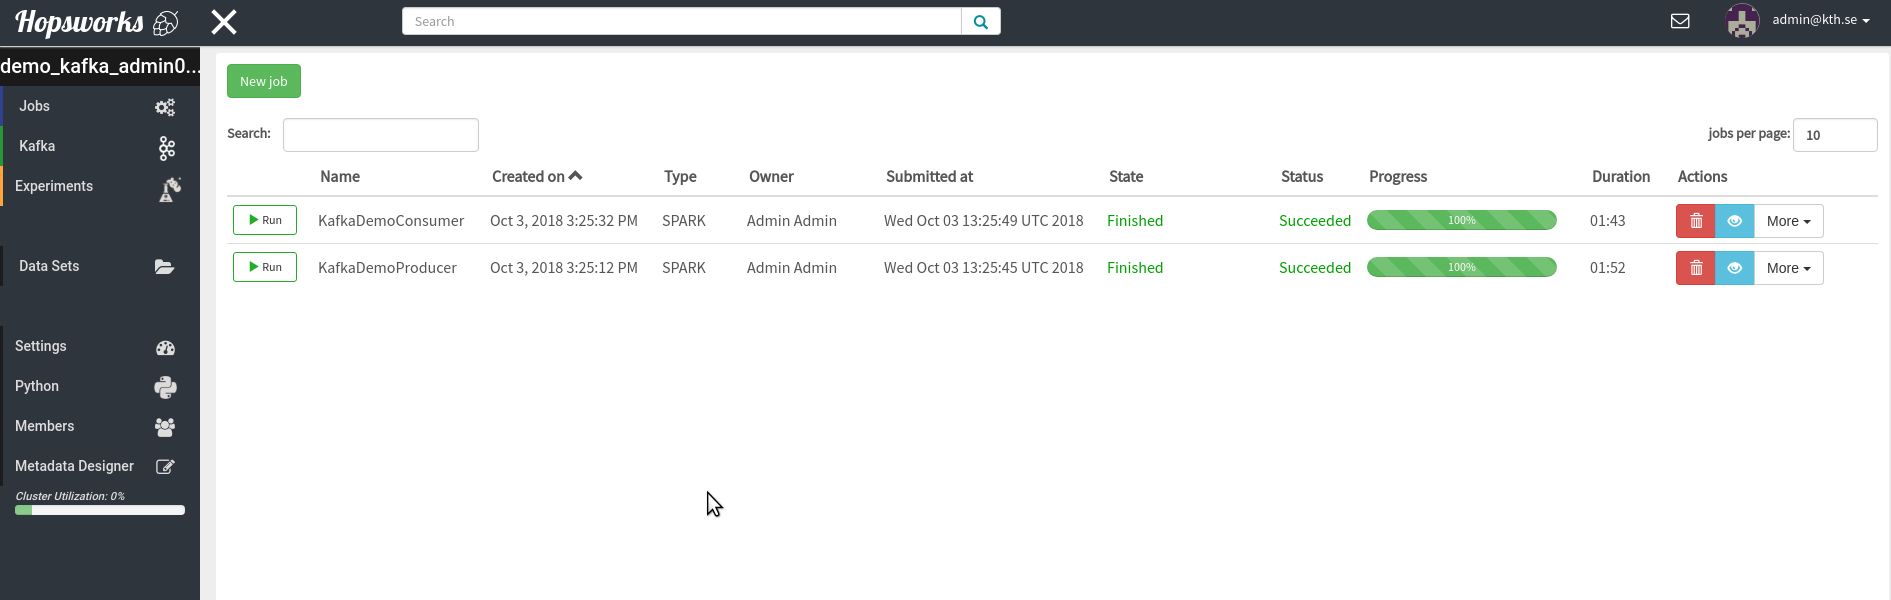 Hopsworks
Search
admin@kth.se
demo_kafka_admin0...
Jobs
Kafka
Experiments
Data Sets
Settings
Python
Members
Metadata Designer
Cluster Utilization: 0%
New job
Search:
jobs per page: 10
Name Created on Type Owner Submitted at State Status Progress Duration Actions
Run KafkaDemoConsumer Oct 3, 2018 3:25:32 PM SPARK Admin Admin Wed Oct 03 13:25:49 UTC 2018 Finished Succeeded 100% 01:43 More
Run KafkaDemoProducer Oct 3, 2018 3:25:12 PM SPARK Admin Admin Wed Oct 03 13:25:45 UTC 2018 Finished Succeeded 100% 01:52 More